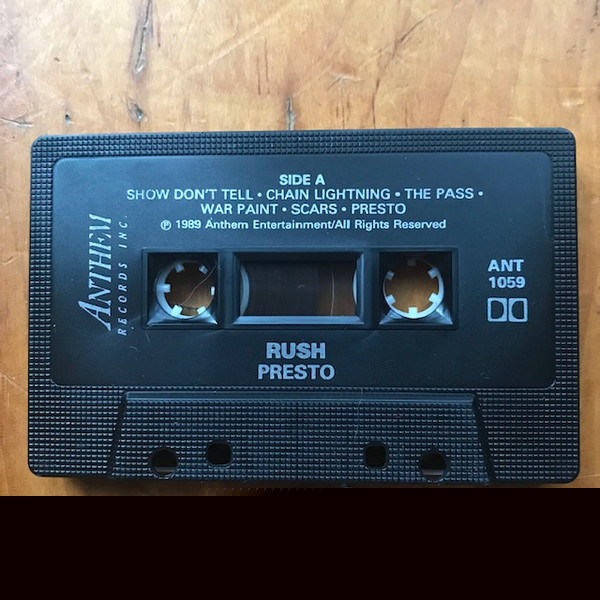 SIDE A
SHOW DON'T TELL • CHAIN LIGHTNING • THE PASS •
WAR PAINT • SCARS • PRESTO
℗ 1989 Anthem Entertainment/All Rights Reserved
ANTHEM
RECORDS INC.
ANT
1059
RUSH
PRESTO